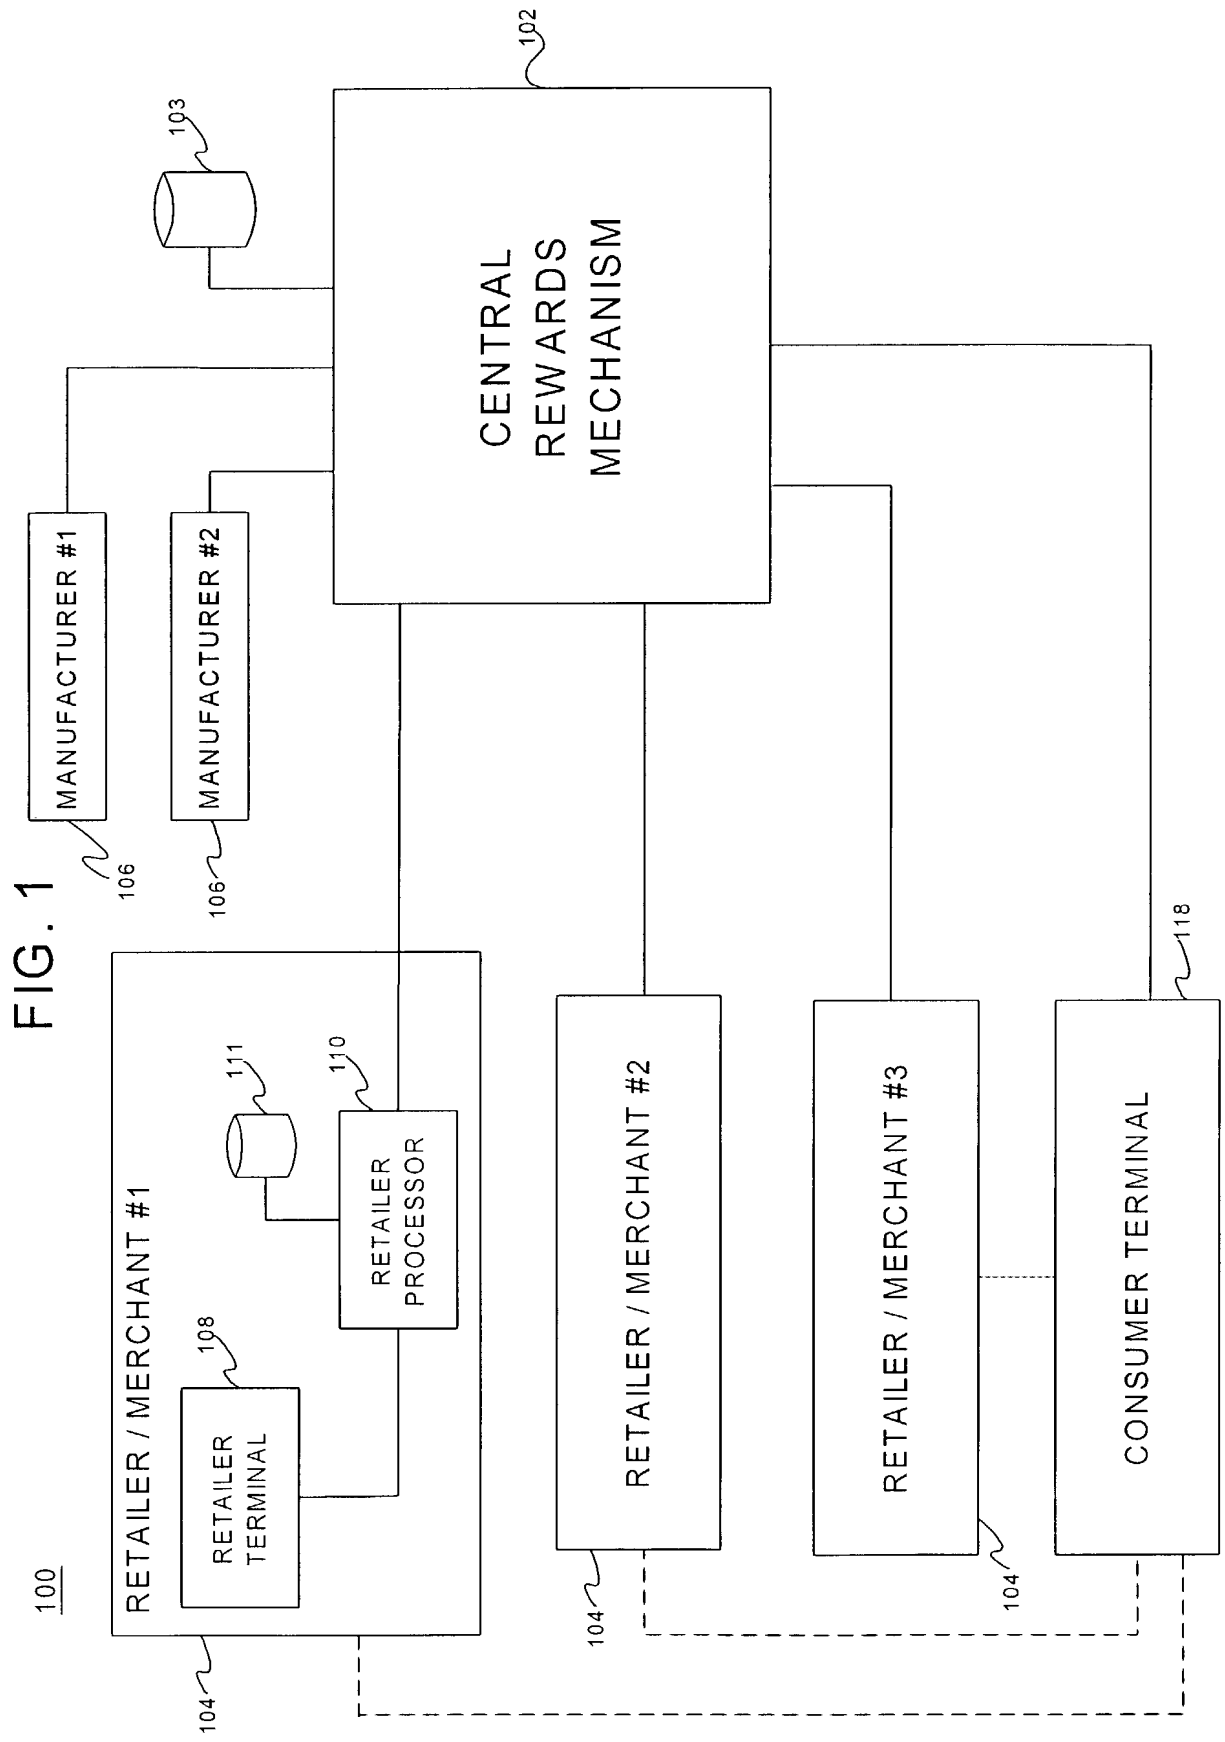 FIG. 1
100
RETAILER / MERCHANT #1
104
RETAILER
TERMINAL
108
111
RETAILER
PROCESSOR
110
MANUFACTURER #1
106
MANUFACTURER #2
106
103
CENTRAL
REWARDS
MECHANISM
102
RETAILER / MERCHANT #2
104
RETAILER / MERCHANT #3
104
CONSUMER TERMINAL
118